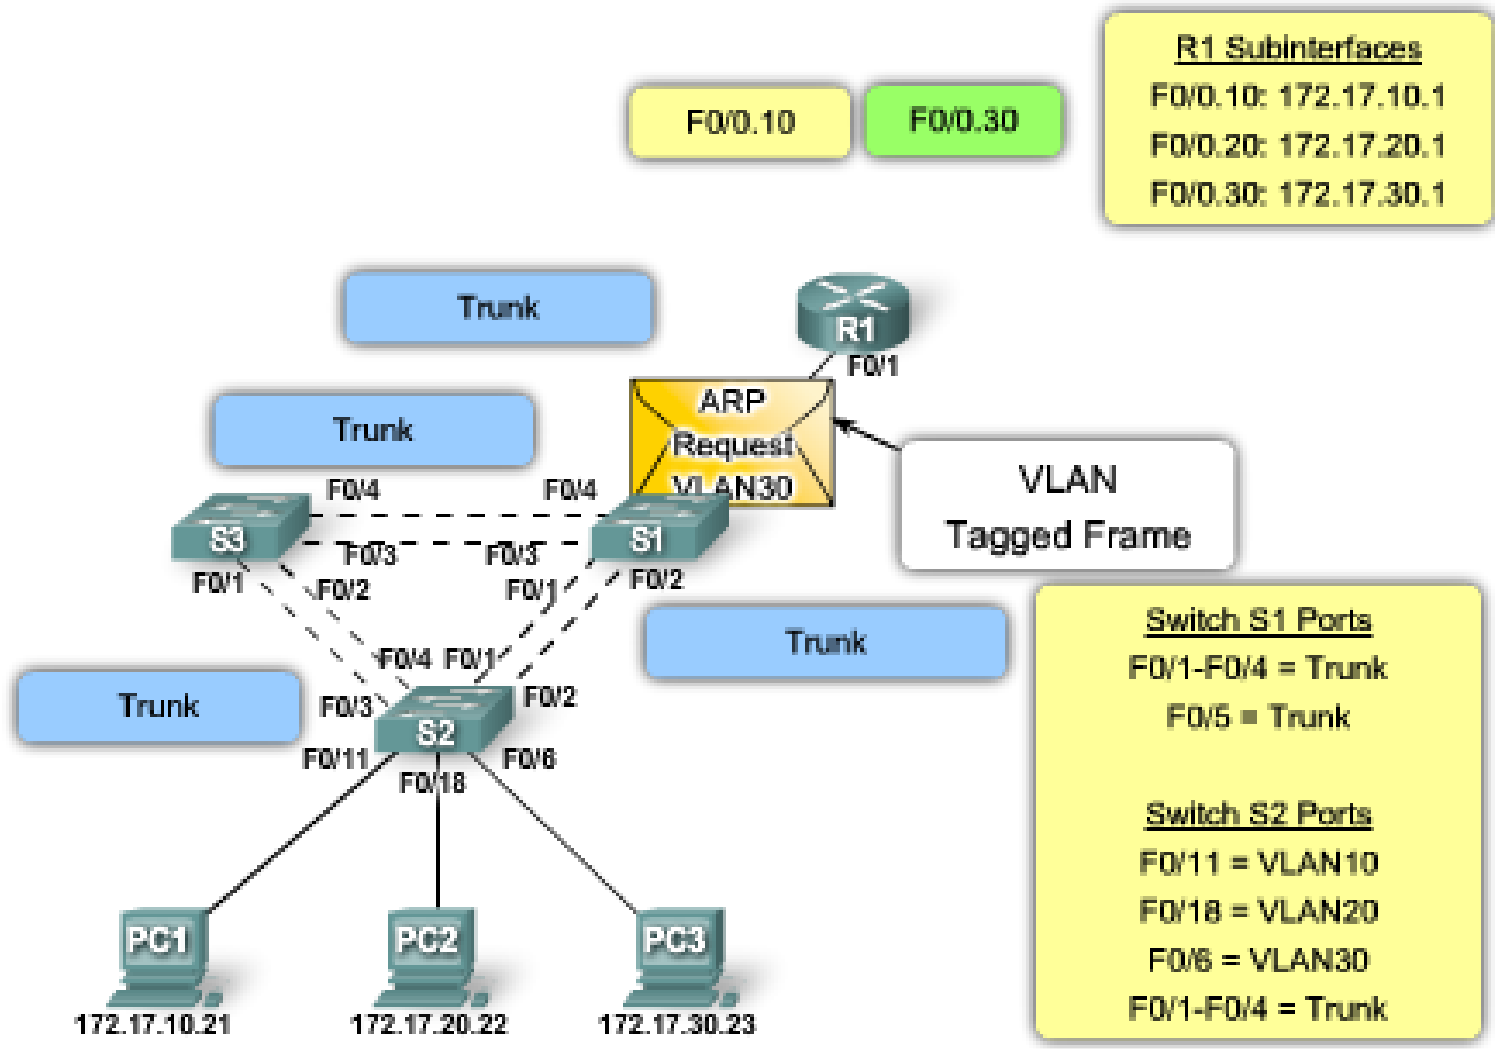 R1 Subinterfaces
F0/0.10: 172.17.10.1
F0/0.20: 172.17.20.1
F0/0.30: 172.17.30.1
F0/0.10
F0/0.30
Trunk
R1
F0/1
Trunk
ARP
Request
VLAN30
VLAN
Tagged Frame
F0/4
F0/4
S3
S1
F0/3
F0/3
F0/1
F0/2
F0/1
F0/2
Trunk
F0/4
F0/1
Trunk
F0/3
F0/2
S2
F0/11
F0/18
F0/6
Switch S1 Ports
F0/1-F0/4 = Trunk
F0/5 = Trunk
Switch S2 Ports
F0/11 = VLAN10
F0/18 = VLAN20
F0/6 = VLAN30
F0/1-F0/4 = Trunk
PC1
PC2
PC3
172.17.10.21
172.17.20.22
172.17.30.23